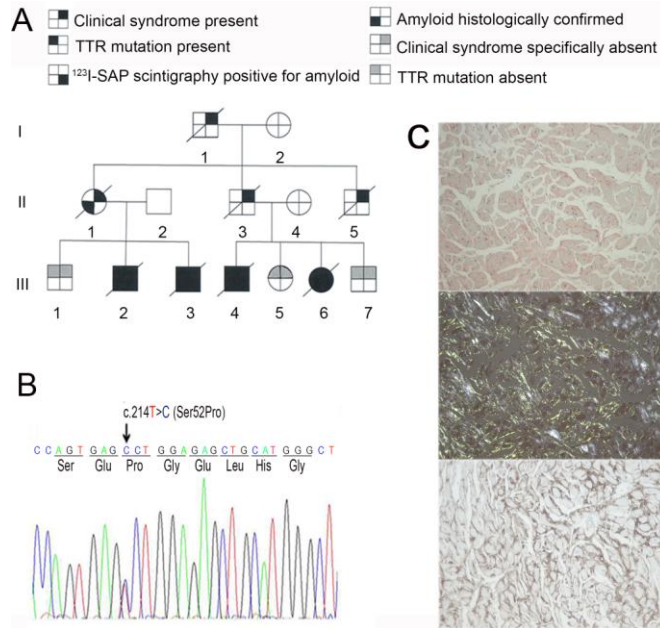 A
Clinical syndrome present
TTR mutation present
¹²³I-SAP scintigraphy positive for amyloid
Amyloid histologically confirmed
Clinical syndrome specifically absent
TTR mutation absent
I
1 2
II
1 2 3 4 5
III
1 2 3 4 5 6 7
B
c.214T>C (Ser52Pro)
C C A G T G A G C C T G G A G A G C T G C A T G G G C T
Ser Glu Pro Gly Glu Leu His Gly
C